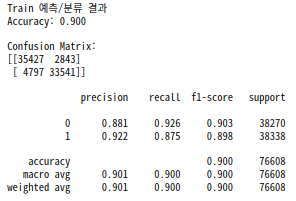 Train 예측/분류 결과
Accuracy: 0.900
Confusion Matrix:
[[35427  2843]
 [ 4797 33541]]
precision recall f1-score support
0 0.881 0.926 0.903 38270
1 0.922 0.875 0.898 38338
accuracy 0.900 76608
macro avg 0.901 0.900 0.900 76608
weighted avg 0.901 0.900 0.900 76608